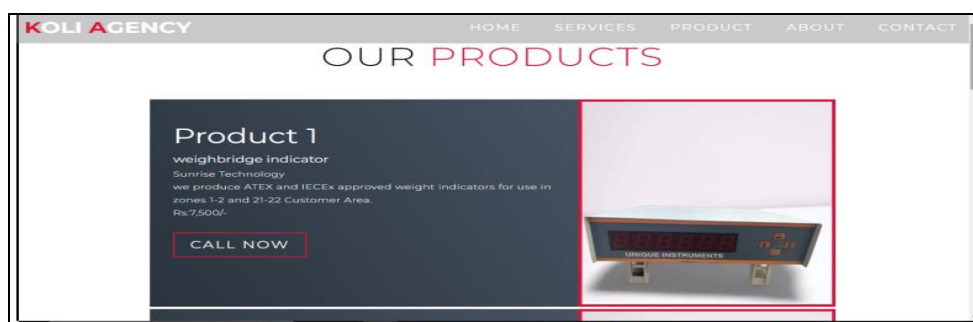 KOLI AGENCY HOME SERVICES PRODUCT ABOUT CONTACT
OUR PRODUCTS
Product 1
weighbridge indicator
Sunrise Technology
we produce ATEX and IECEx approved weight indicators for use in
zones 1-2 and 21-22 Customer Area.
Rs:7,500/-
CALL NOW
UNIQUE INSTRUMENTS